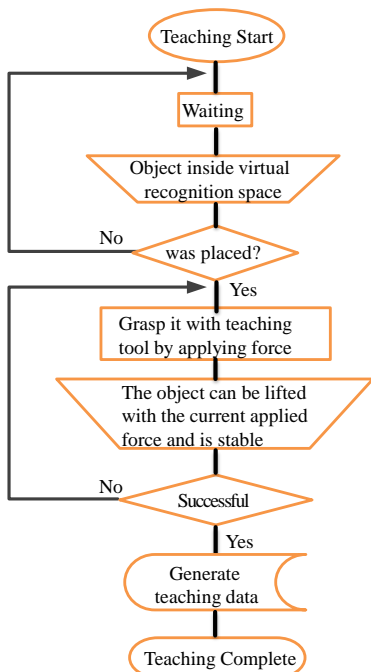 Teaching Start
Waiting
Object inside virtual
recognition space
No
was placed?
Yes
Grasp it with teaching
tool by applying force
The object can be lifted
with the current applied
force and is stable
No
Successful
Yes
Generate
teaching data
Teaching Complete